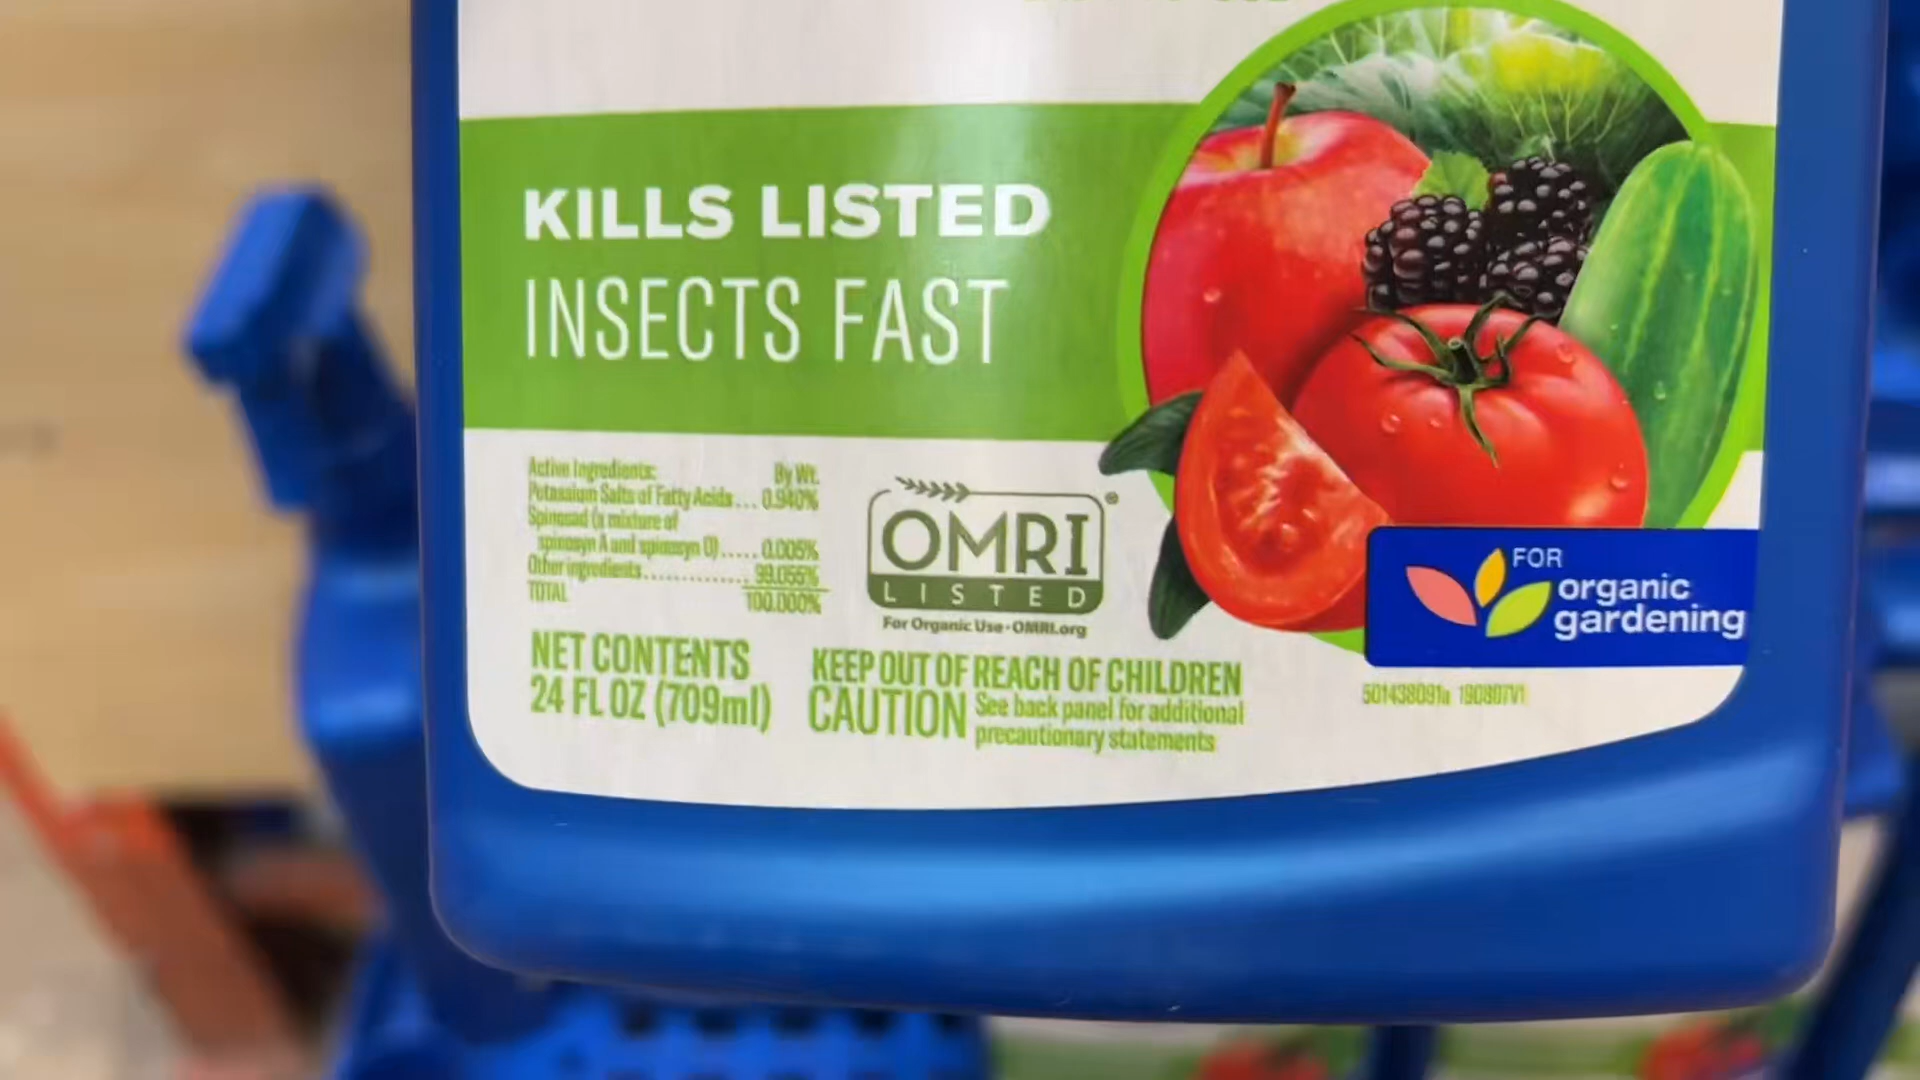 KILLS LISTED
INSECTS FAST
Active Ingredients: By Wt.
Potassium Salts of Fatty Acids... 0.940%
Spinosad (a mixture of
spinosyn A and spinosyn D)..... 0.005%
Other ingredients............ 99.055%
TOTAL 100.000%
OMRI®
LISTED
For Organic Use • OMRI.org
NET CONTENTS
24 FL OZ (709ml)
KEEP OUT OF REACH OF CHILDREN
CAUTION See back panel for additional
precautionary statements
FOR
organic
gardening